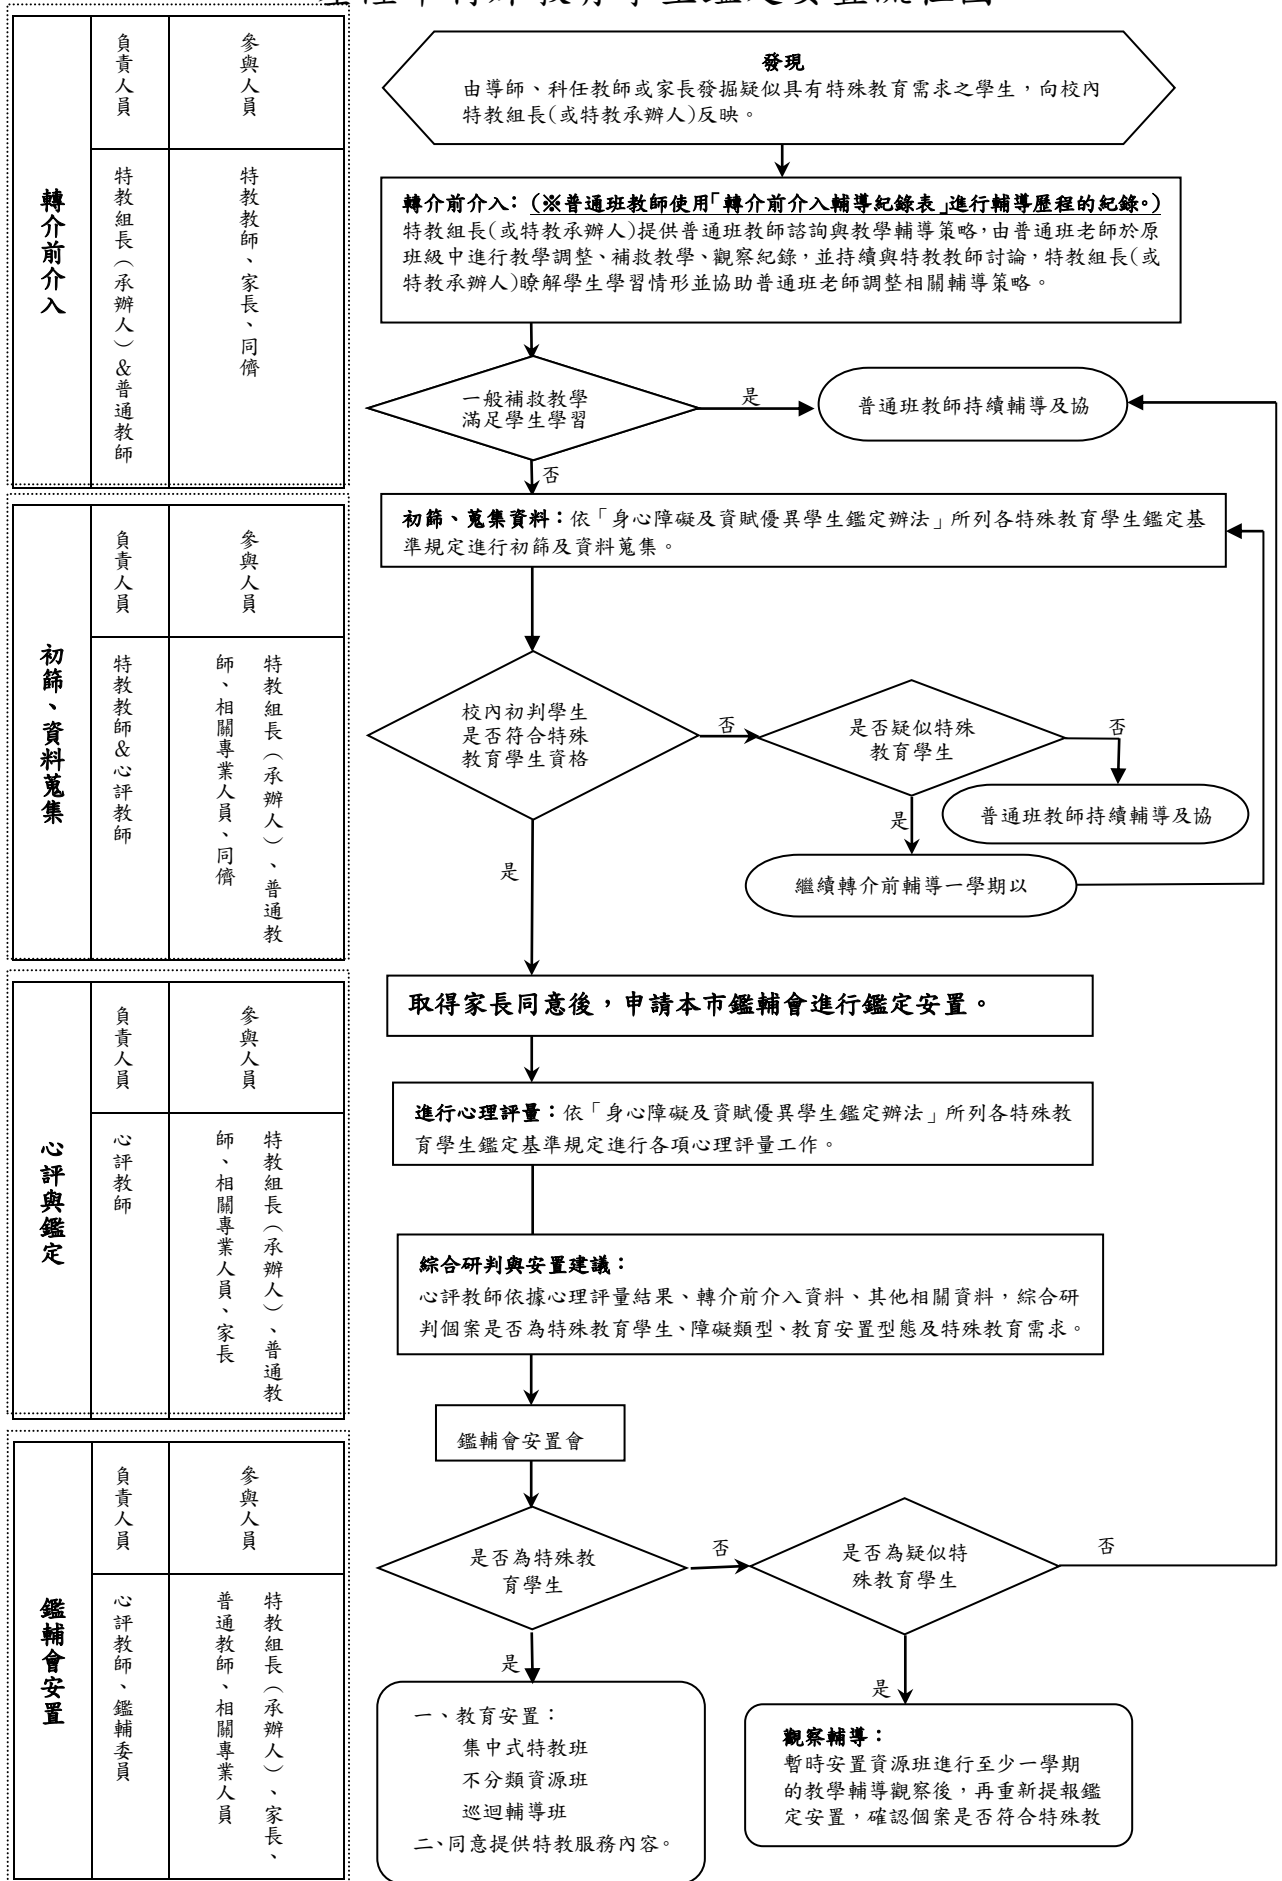 發現
由導師、科任教師或家長發掘疑似具有特殊教育需求之學生，向校內
特教組長(或特教承辦人)反映。
轉介前介入：(※普通班教師使用「轉介前介入輔導紀錄表」進行輔導歷程的紀錄。)
特教組長(或特教承辦人)提供普通班教師諮詢與教學輔導策略，由普通班老師於原
班級中進行教學調整、補救教學、觀察紀錄，並持續與特教教師討論，特教組長(或
特教承辦人)瞭解學生學習情形並協助普通班老師調整相關輔導策略。
一般補救教學
滿足學生學習
是
普通班教師持續輔導及協
否
轉介前介入
負責人員
參與人員
特教組長（承辦人）&普通教師
特教教師、家長、同儕
初篩、蒐集資料：依「身心障礙及資賦優異學生鑑定辦法」所列各特殊教育學生鑑定基
準規定進行初篩及資料蒐集。
校內初判學生
是否符合特殊
教育學生資格
否
是否疑似特殊
教育學生
否
普通班教師持續輔導及協
是
繼續轉介前輔導一學期以
是
初篩、資料蒐集
負責人員
參與人員
特教教師&心評教師
特教組長（承辦人）、普通教
師、相關專業人員、同儕
取得家長同意後，申請本市鑑輔會進行鑑定安置。
進行心理評量：依「身心障礙及資賦優異學生鑑定辦法」所列各特殊教
育學生鑑定基準規定進行各項心理評量工作。
綜合研判與安置建議：
心評教師依據心理評量結果、轉介前介入資料、其他相關資料，綜合研
判個案是否為特殊教育學生、障礙類型、教育安置型態及特殊教育需求。
心評與鑑定
負責人員
參與人員
心評教師
特教組長（承辦人）、普通教
師、相關專業人員、家長
鑑輔會安置會
是否為特殊教
育學生
否
是否為疑似特
殊教育學生
否
是
一、教育安置：
集中式特教班
不分類資源班
巡迴輔導班
二、同意提供特教服務內容。
是
觀察輔導：
暫時安置資源班進行至少一學期
的教學輔導觀察後，再重新提報鑑
定安置，確認個案是否符合特殊教
鑑輔會安置
負責人員
參與人員
心評教師、鑑輔委員
特教組長（承辦人）、家長、
普通教師、相關專業人員